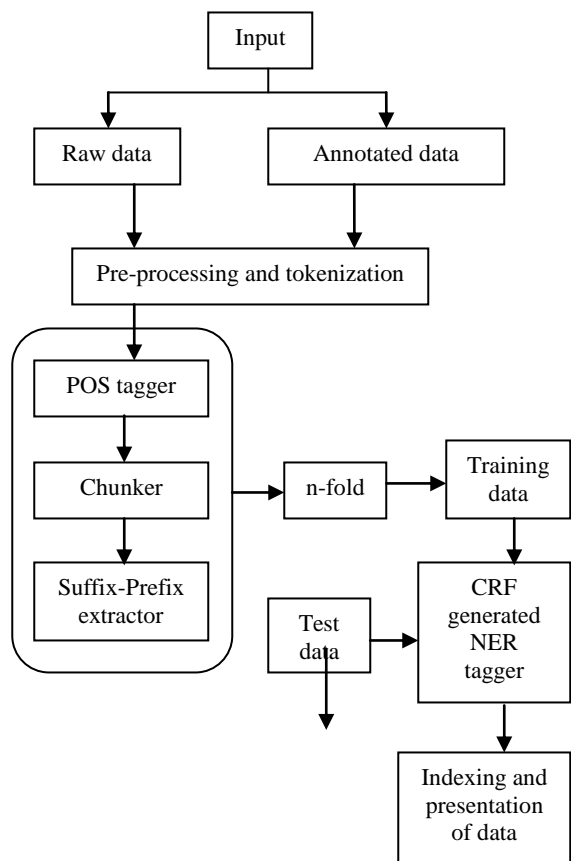 Input
Raw data
Annotated data
Pre-processing and tokenization
POS tagger
Chunker
Suffix-Prefix
extractor
n-fold
Training
data
Test
data
CRF
generated
NER
tagger
Indexing and
presentation
of data